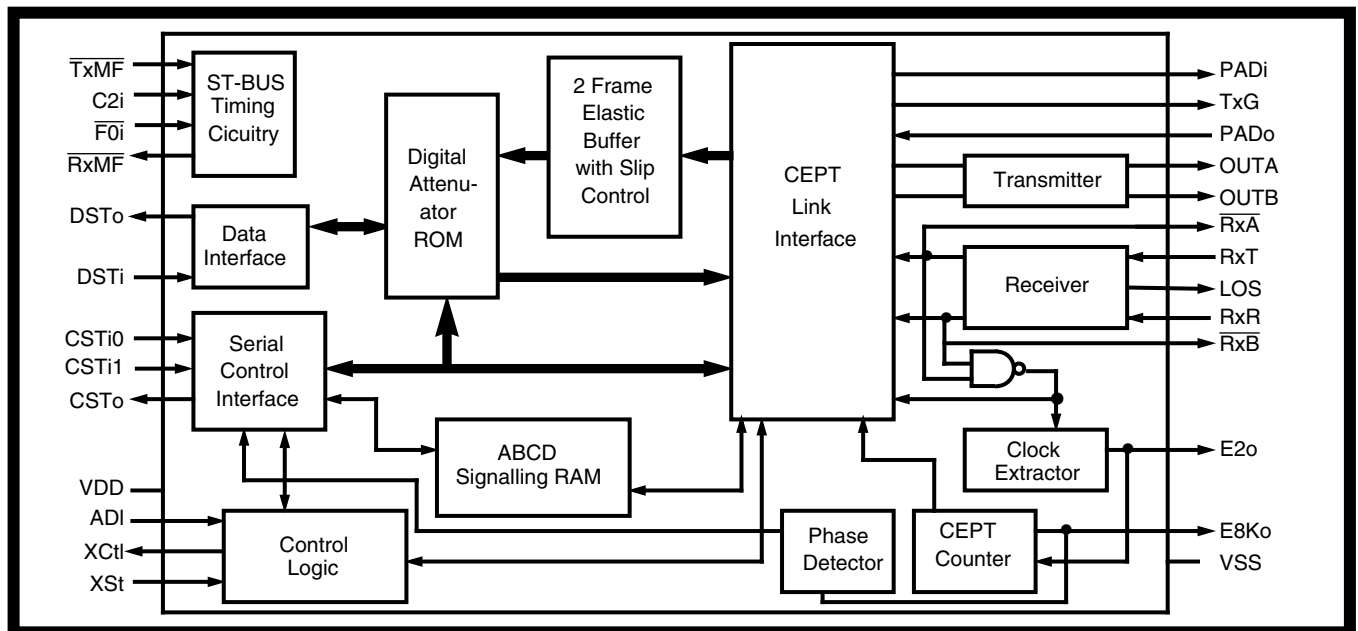 TxMF
C2i
F0i
RxMF
DSTo
DSTi
CSTi0
CSTi1
CSTo
VDD
ADI
XCtl
XSt
ST-BUS
Timing
Cicuitry
Data
Interface
Serial
Control
Interface
Control
Logic
Digital
Attenu-
ator
ROM
2 Frame
Elastic
Buffer
with Slip
Control
ABCD
Signalling RAM
CEPT
Link
Interface
Phase
Detector
CEPT
Counter
Transmitter
Receiver
Clock
Extractor
PADi
TxG
PADo
OUTA
OUTB
RxA
RxT
LOS
RxR
RxB
E2o
E8Ko
VSS